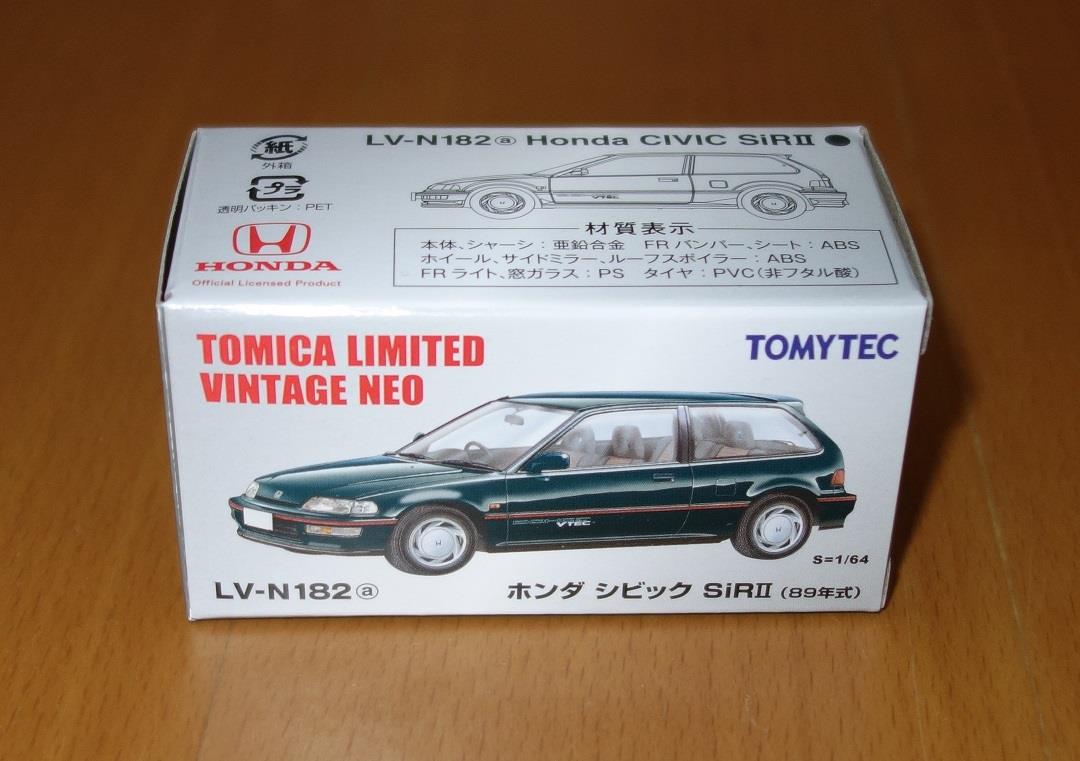 LV-N182ⓐ Honda CIVIC SiRⅡ ●
紙
外箱
プラ
透明パッキン：PET
HONDA
Official Licensed Product
VTEC
材質表示
本体、シャーシ：亜鉛合金 FRバンパー、シート：ABS
ホイール、サイドミラー、ルーフスポイラー：ABS
FRライト、窓ガラス：PS タイヤ：PVC（非フタル酸）
TOMICA LIMITED
VINTAGE NEO
TOMYTEC
VTEC
S=1/64
LV-N182ⓐ
ホンダ シビック SiRⅡ（89年式）